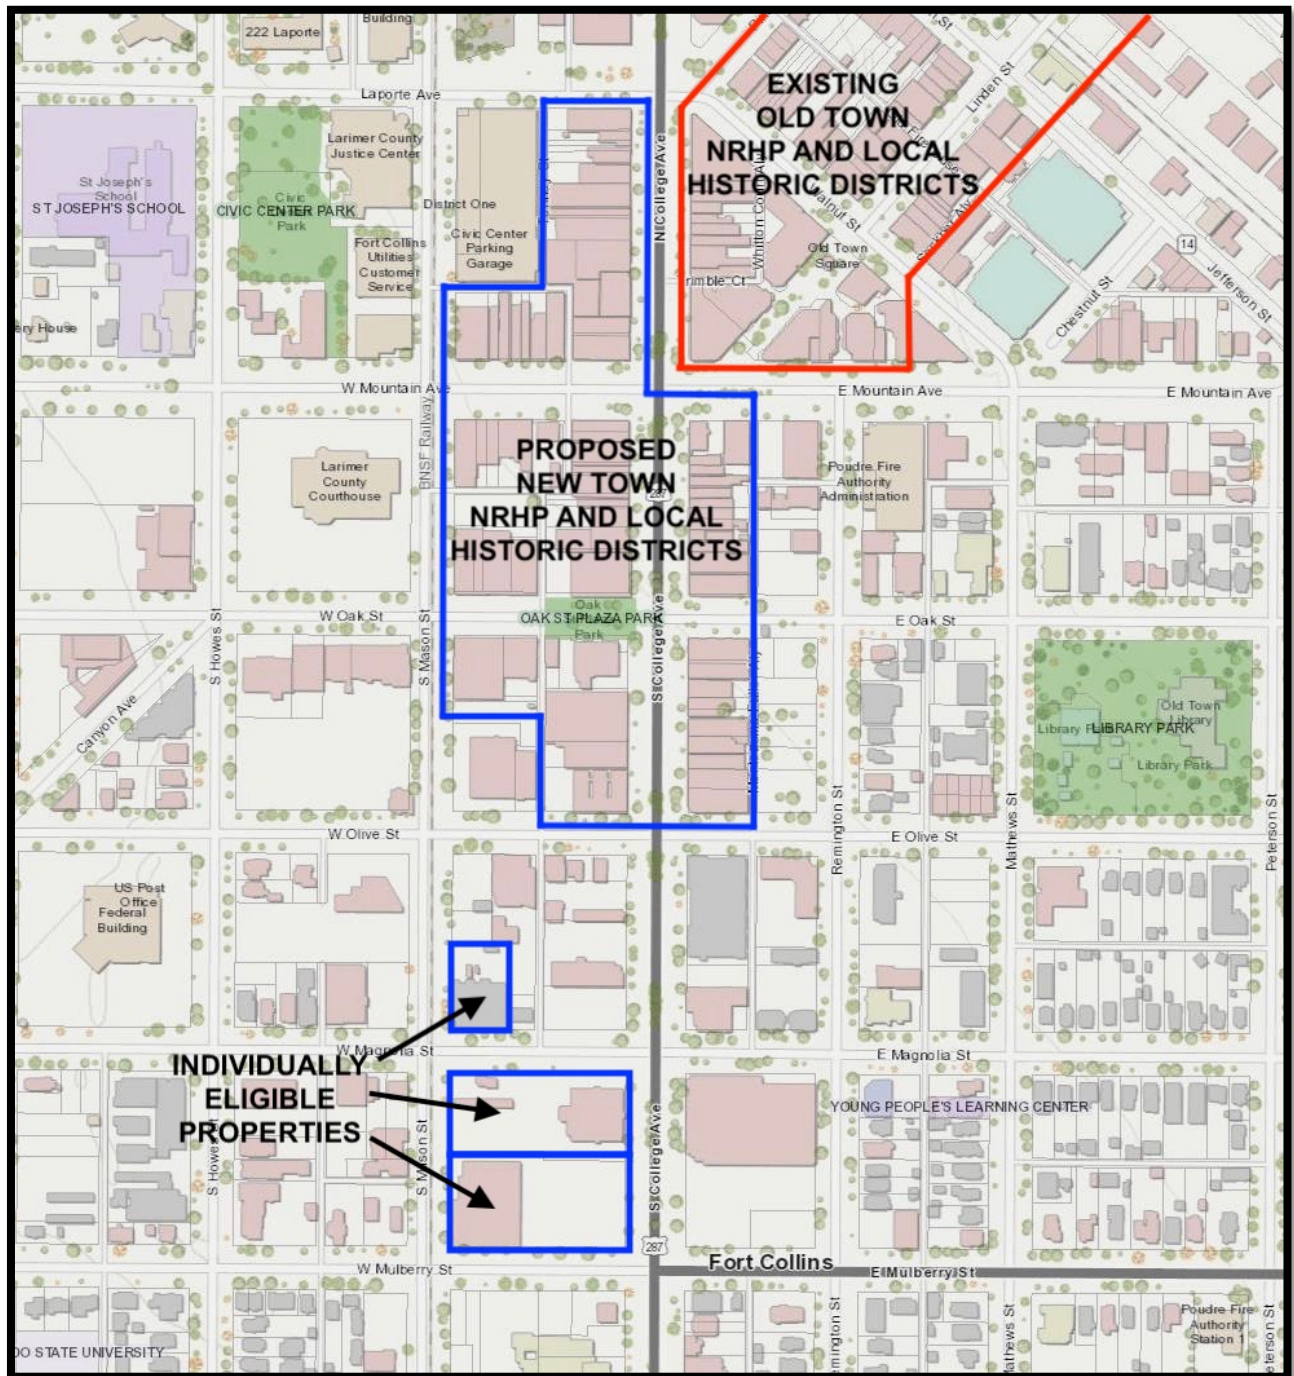 222 Laporte
Building
Laporte Ave
Linden St
EXISTING
OLD TOWN
NRHP AND LOCAL
HISTORIC DISTRICTS
Larimer County
Justice Center
St Joseph's
School
ST JOSEPH'S SCHOOL
CIVIC CENTER PARK
Civic
Park
District One
Civic Center
Parking
Garage
Fort Collins
Utilities
Customer
Service
N College Ave
Walnut St
Old Town
Square
14
Jefferson St
Chestnut St
W Mountain Ave
E Mountain Ave
E Mountain Ave
BNSF Railway
Larimer
County
Courthouse
PROPOSED
NEW TOWN
NRHP AND LOCAL
HISTORIC DISTRICTS
287
Poudre Fire
Authority
Administration
W Oak St
Oak
OAK ST PLAZA PARK
Park
E Oak St
S Howes St
S Mason St
S College Ave
Canyon Ave
Old Town
Library
LIBRARY PARK
Library Park
W Olive St
E Olive St
Remington St
Mathews St
Peterson St
US Post
Office
Federal
Building
W Magnolia St
E Magnolia St
INDIVIDUALLY
ELIGIBLE
PROPERTIES
YOUNG PEOPLE'S LEARNING CENTER
S Howes St
S Mason St
S College Ave
287
Fort Collins
W Mulberry St
E Mulberry St
Poudre Fire
Authority
Station 1
STATE UNIVERSITY